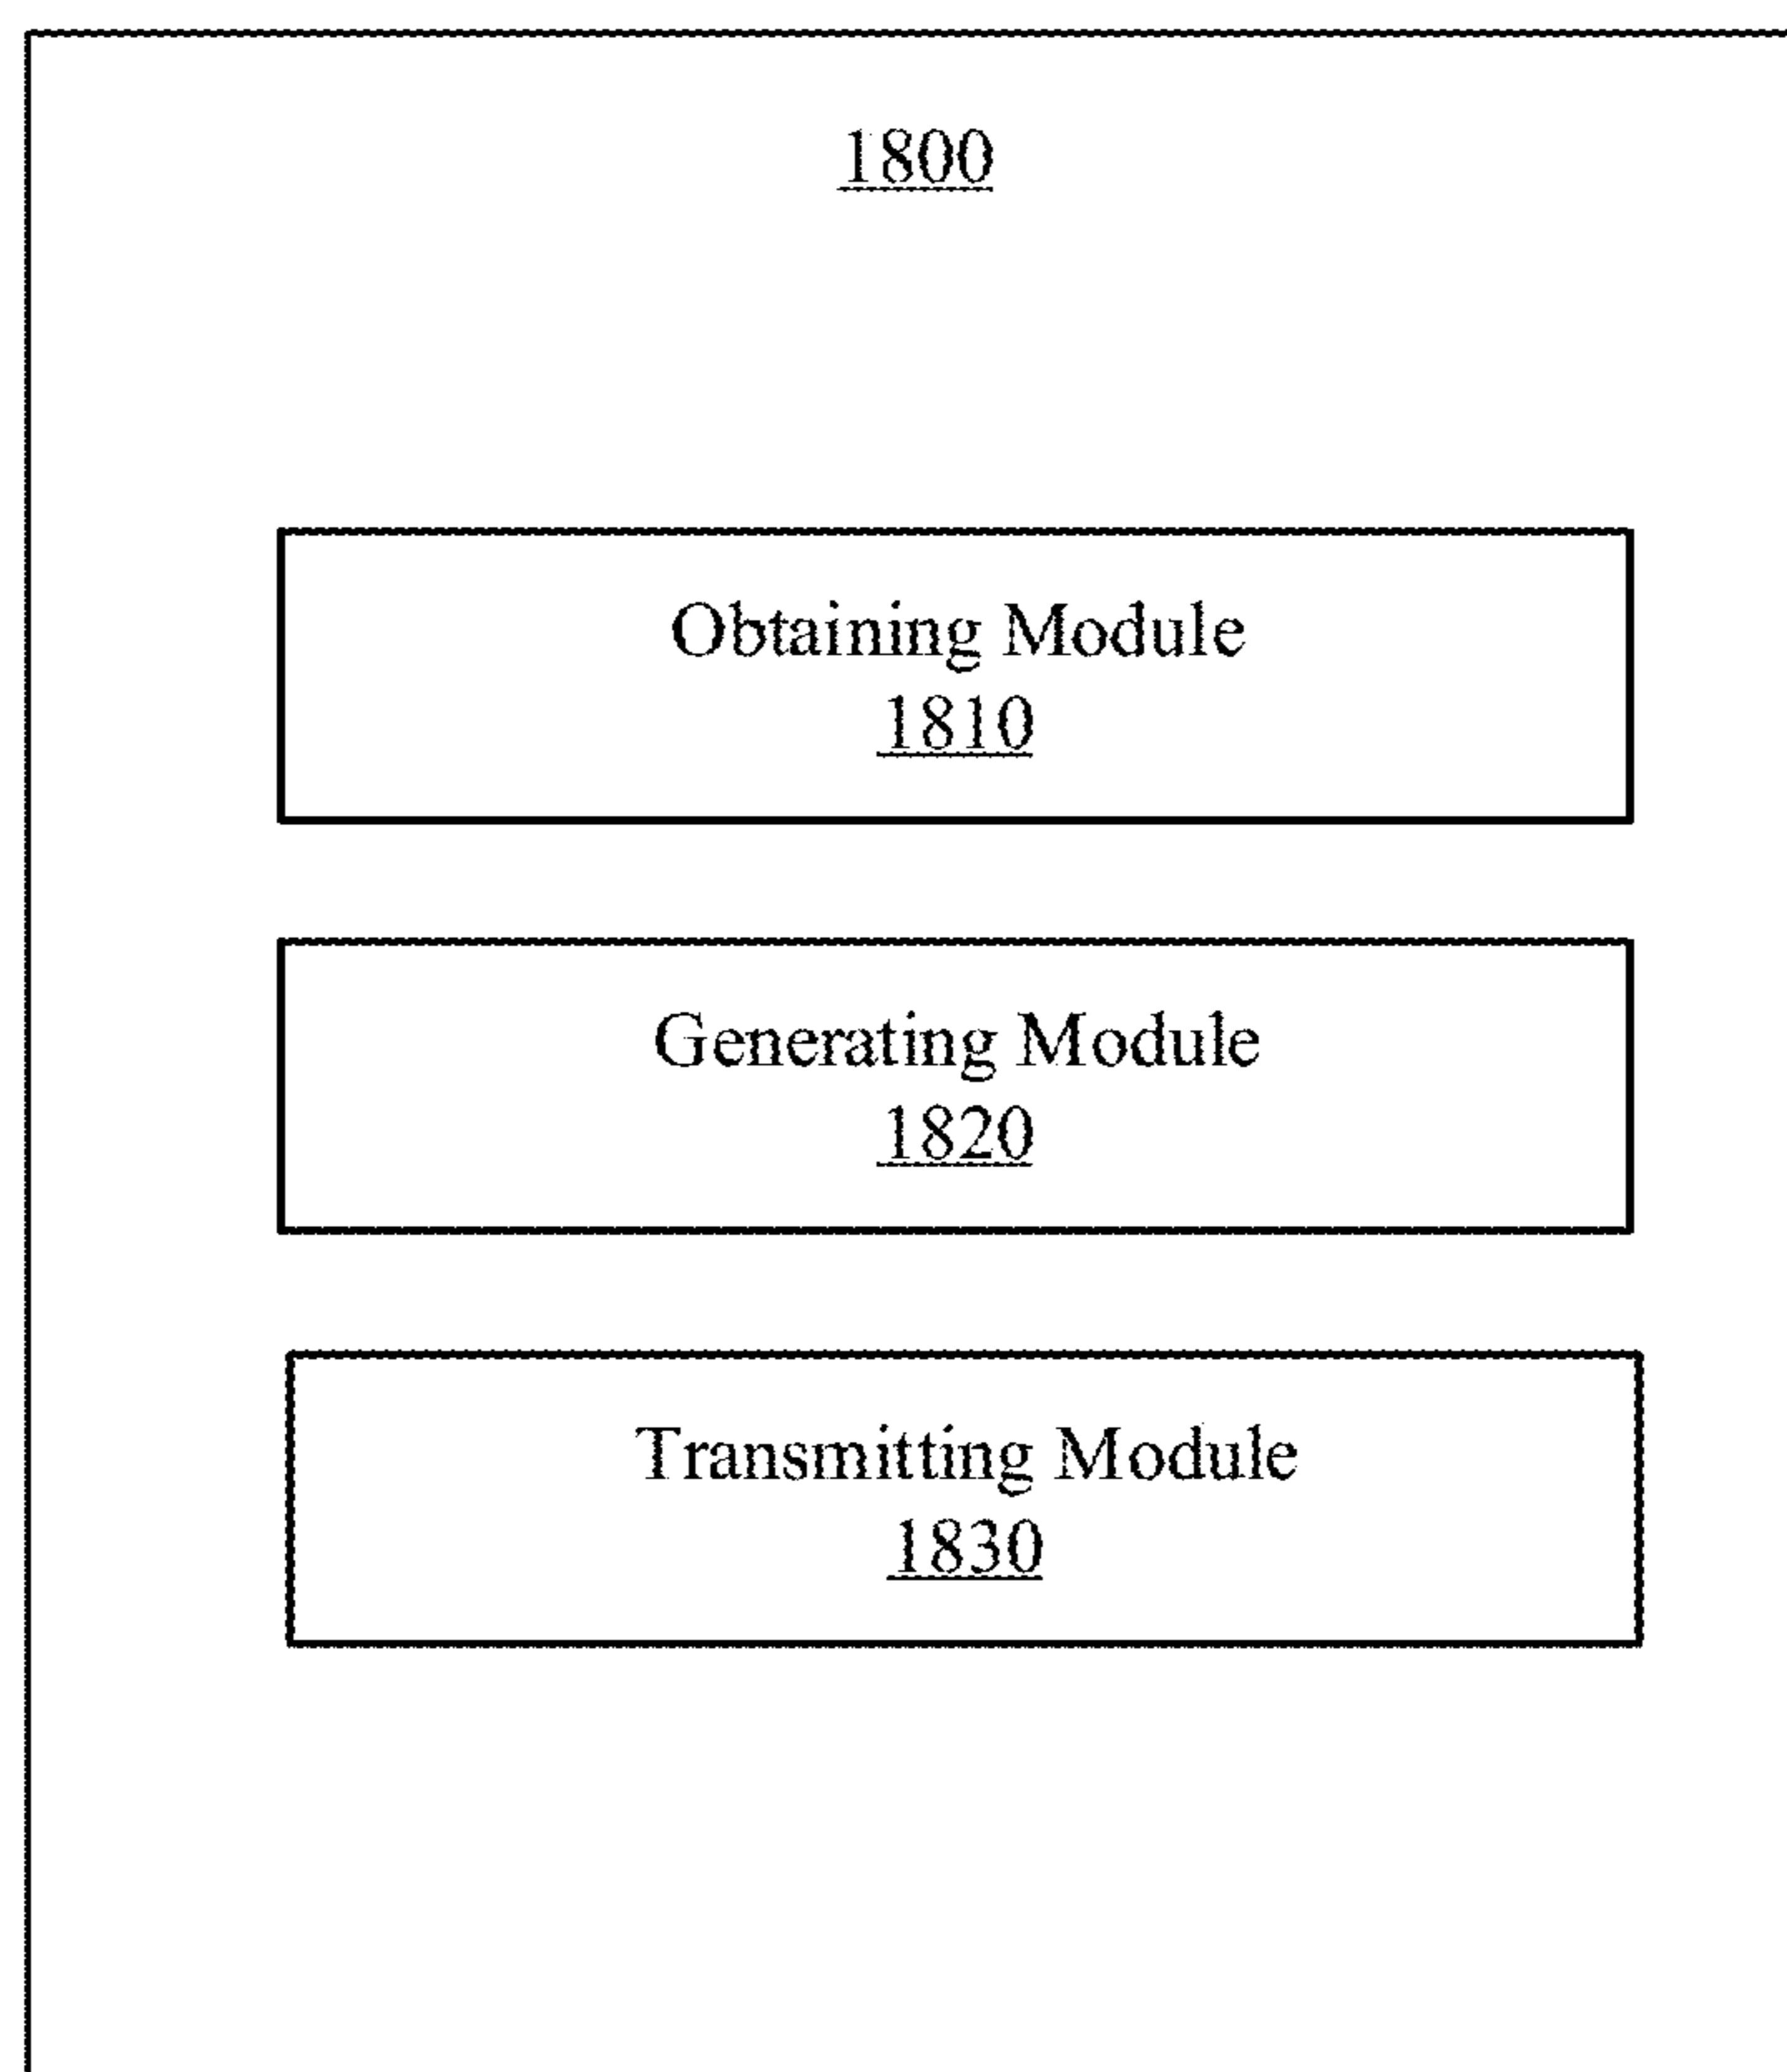 1800
Obtaining Module
1810
Generating Module
1820
Transmitting Module
1830